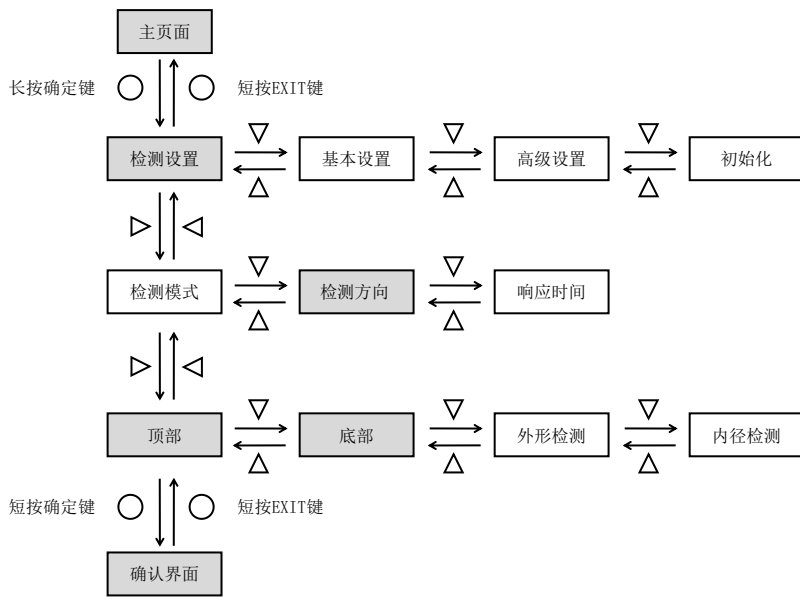 主页面
长按确定键
短按EXIT键
检测设置
基本设置
高级设置
初始化
检测模式
检测方向
响应时间
顶部
底部
外形检测
内径检测
短按确定键
短按EXIT键
确认界面